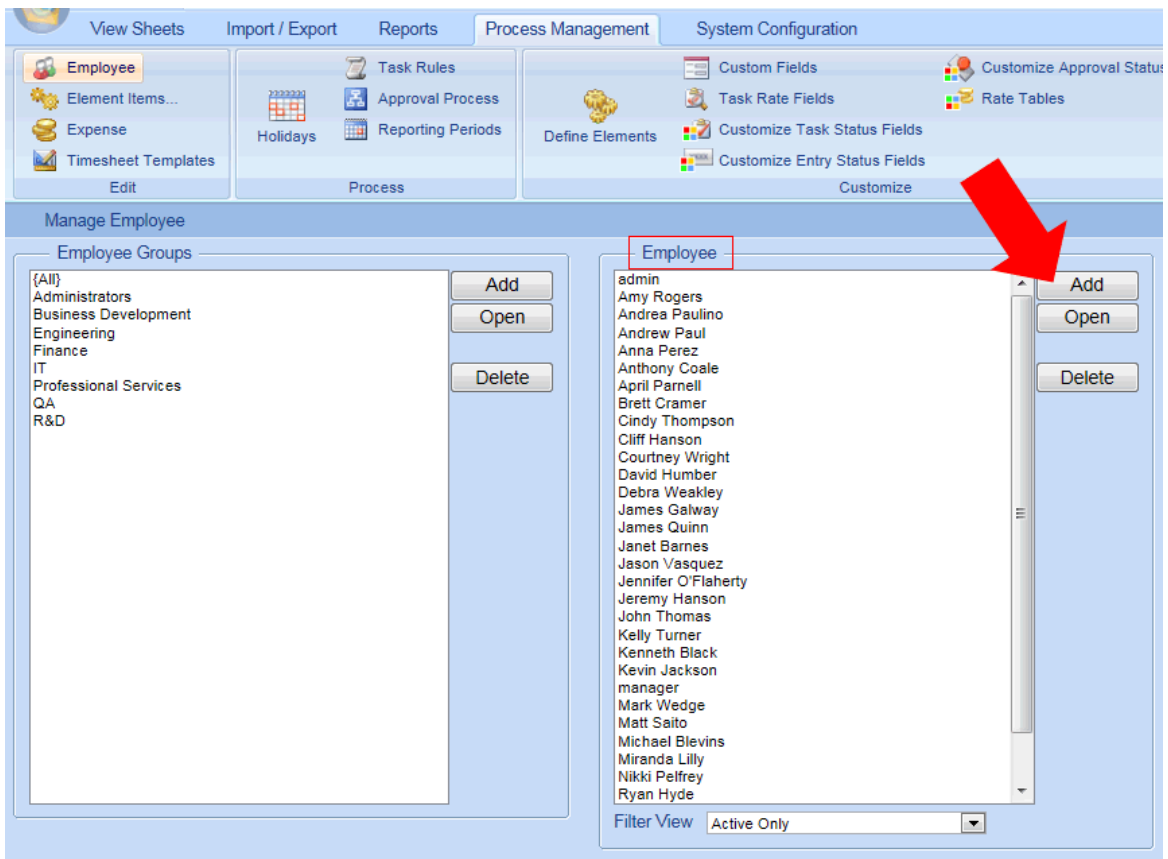 View Sheets Import / Export Reports Process Management System Configuration
Employee Task Rules Custom Fields Customize Approval Status
Element Items... Approval Process Task Rate Fields Rate Tables
Expense Holidays Reporting Periods Define Elements Customize Task Status Fields
Timesheet Templates Customize Entry Status Fields
Edit Process Customize
Manage Employee
Employee Groups
{All}
Administrators
Business Development
Engineering
Finance
IT
Professional Services
QA
R&D
Add
Open
Delete
Employee
admin
Amy Rogers
Andrea Paulino
Andrew Paul
Anna Perez
Anthony Coale
April Parnell
Brett Cramer
Cindy Thompson
Cliff Hanson
Courtney Wright
David Humber
Debra Weakley
James Galway
James Quinn
Janet Barnes
Jason Vasquez
Jennifer O'Flaherty
Jeremy Hanson
John Thomas
Kelly Turner
Kenneth Black
Kevin Jackson
manager
Mark Wedge
Matt Saito
Michael Blevins
Miranda Lilly
Nikki Pelfrey
Ryan Hyde
Add
Open
Delete
Filter View Active Only